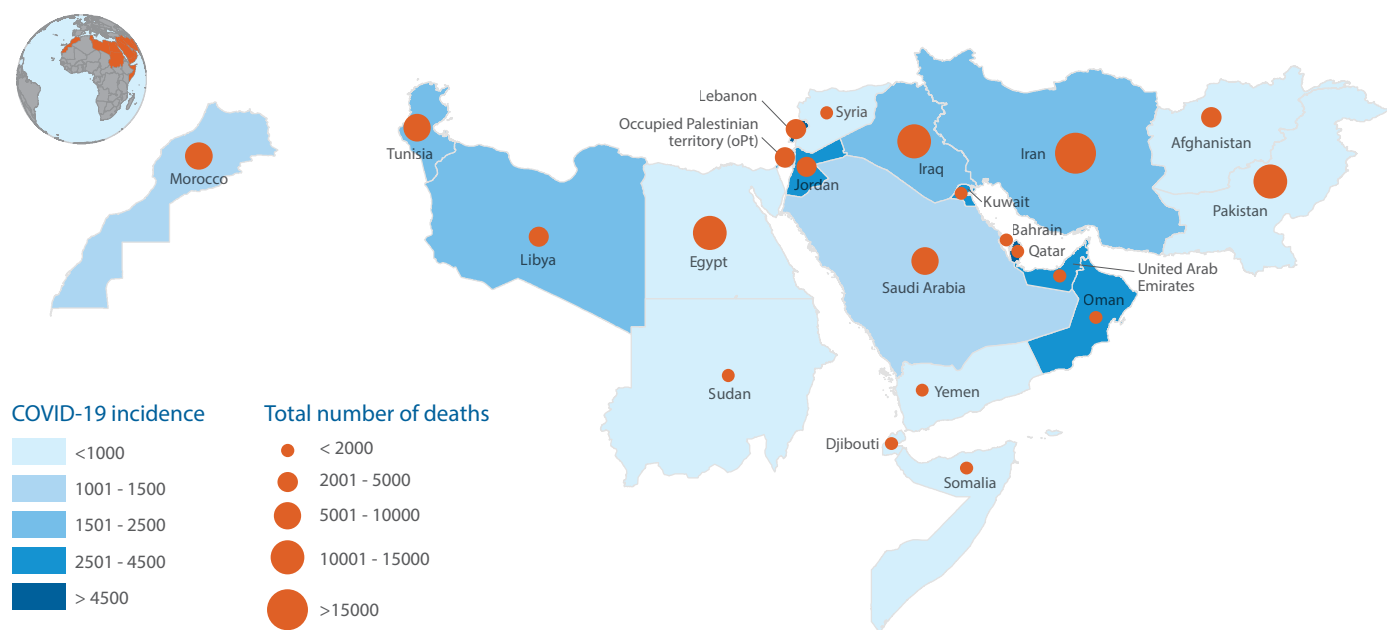 Lebanon
Syria
Occupied Palestinian
territory (oPt)
Tunisia
Morocco
Jordan
Iraq
Iran
Afghanistan
Pakistan
Kuwait
Bahrain
Qatar
United Arab
Emirates
Libya
Egypt
Saudi Arabia
Oman
Sudan
Yemen
Djibouti
Somalia
COVID-19 incidence
<1000
1001 - 1500
1501 - 2500
2501 - 4500
> 4500
Total number of deaths
< 2000
2001 - 5000
5001 - 10000
10001 - 15000
>15000